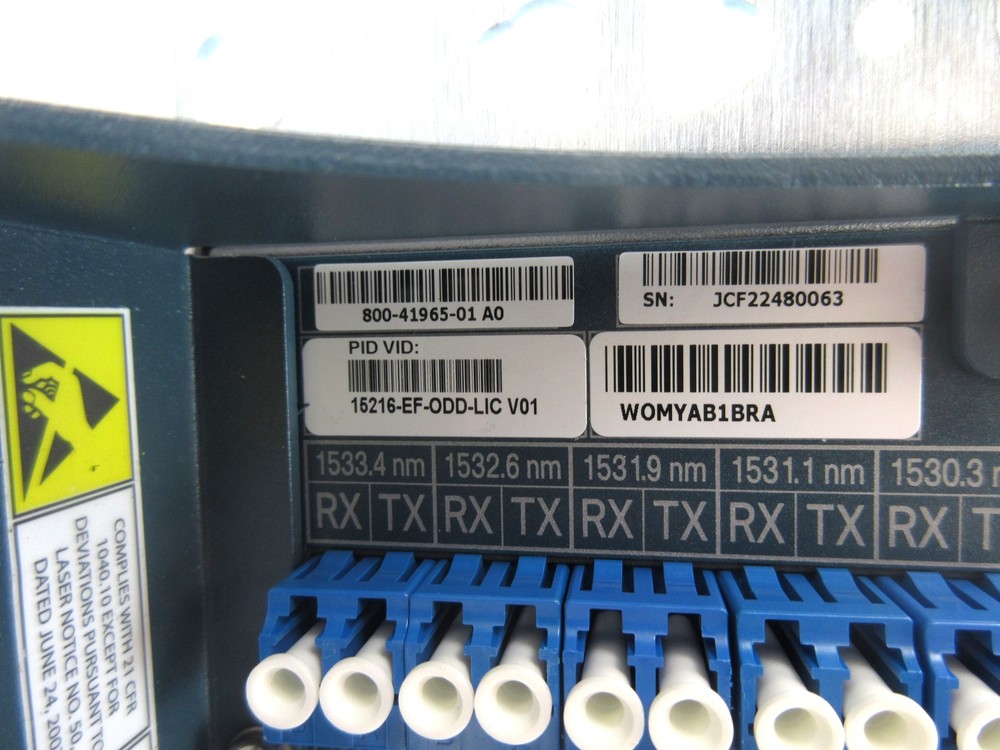 800-41965-01 A0
SN: JCF22480063
PID VID:
15216-EF-ODD-LIC V01
WOMYAB1BRA
1533.4 nm 1532.6 nm 1531.9 nm 1531.1 nm 1530.3
RX TX RX TX RX TX RX TX RX T
COMPLIES WITH 21 CFR
1040.10 EXCEPT FOR
DEVIATIONS PURSUANT TO
LASER NOTICE NO. 50,
DATED JUNE 24, 200